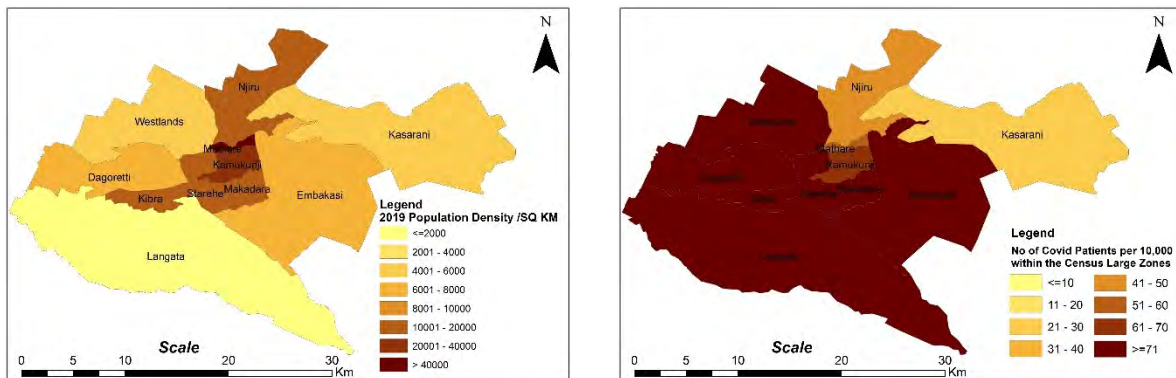 N
Njiru
Westlands
Kasarani
Mathare
Kamukunji
Dagoretti
Starehe
Makadara
Embakasi
Kibra
Langata
Legend
2019 Population Density /SQ KM
<=2000
2001 - 4000
4001 - 6000
6001 - 8000
8001 - 10000
10001 - 20000
20001 - 40000
> 40000
Scale
0 5 10 20 30
Km
N
Njiru
Kasarani
Mathare
Kamukunji
Legend
No of Covid Patients per 10,000
within the Census Large Zones
<=10
11 - 20
21 - 30
31 - 40
41 - 50
51 - 60
61 - 70
>=71
Scale
0 5 10 20 30
Km